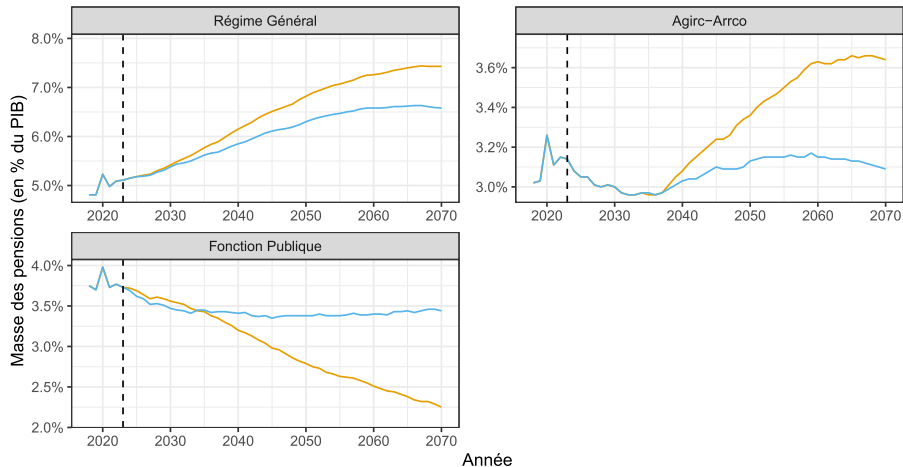 Régime Général
Agirc−Arrco
Masse des pensions (en % du PIB)
8.0%
7.0%
6.0%
5.0%
2020 2030 2040 2050 2060 2070
3.6%
3.4%
3.2%
3.0%
2020 2030 2040 2050 2060 2070
Fonction Publique
4.0%
3.5%
3.0%
2.5%
2.0%
2020 2030 2040 2050 2060 2070
Année